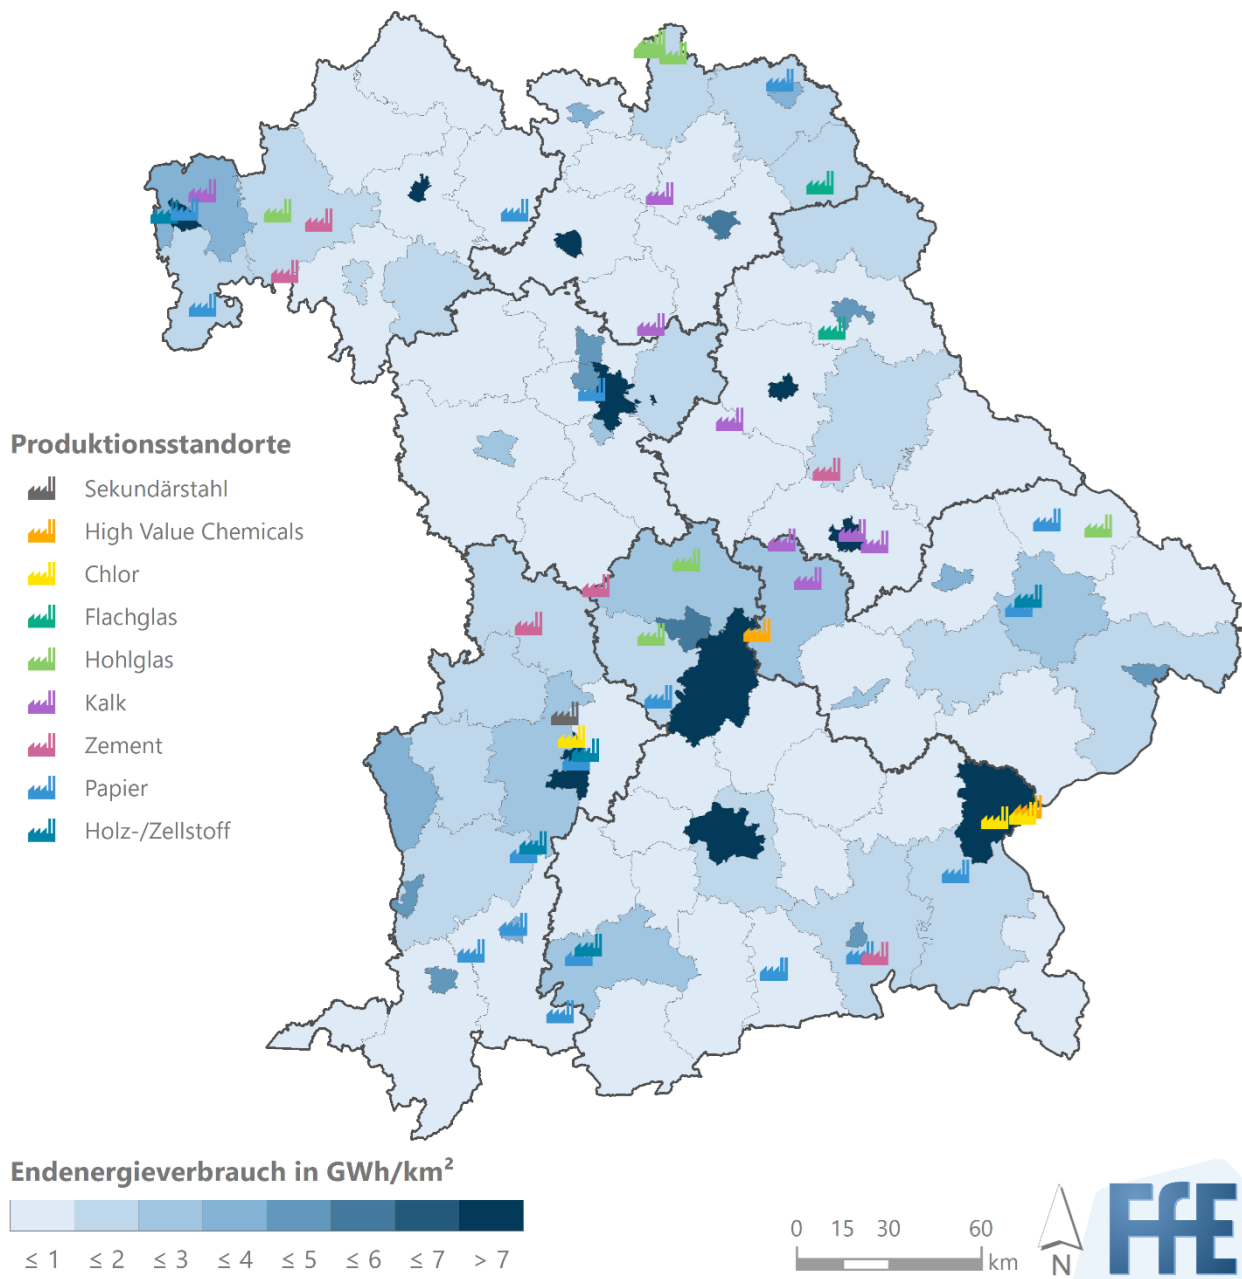 Produktionsstandorte
Sekundärstahl
High Value Chemicals
Chlor
Flachglas
Hohlglas
Kalk
Zement
Papier
Holz-/Zellstoff
Endenergieverbrauch in GWh/km²
≤ 1 ≤ 2 ≤ 3 ≤ 4 ≤ 5 ≤ 6 ≤ 7 > 7
0 15 30 60
km
N
FfE